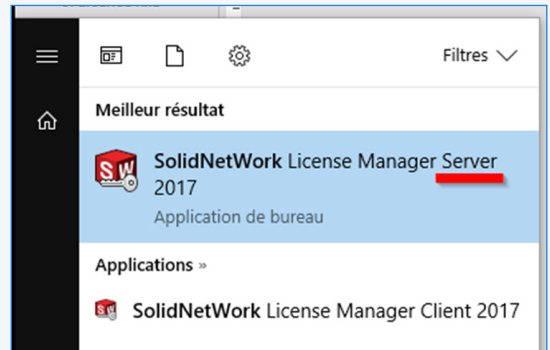 Filtres
Meilleur résultat
SolidNetWork License Manager Server
2017
Application de bureau
Applications »
SolidNetWork License Manager Client 2017